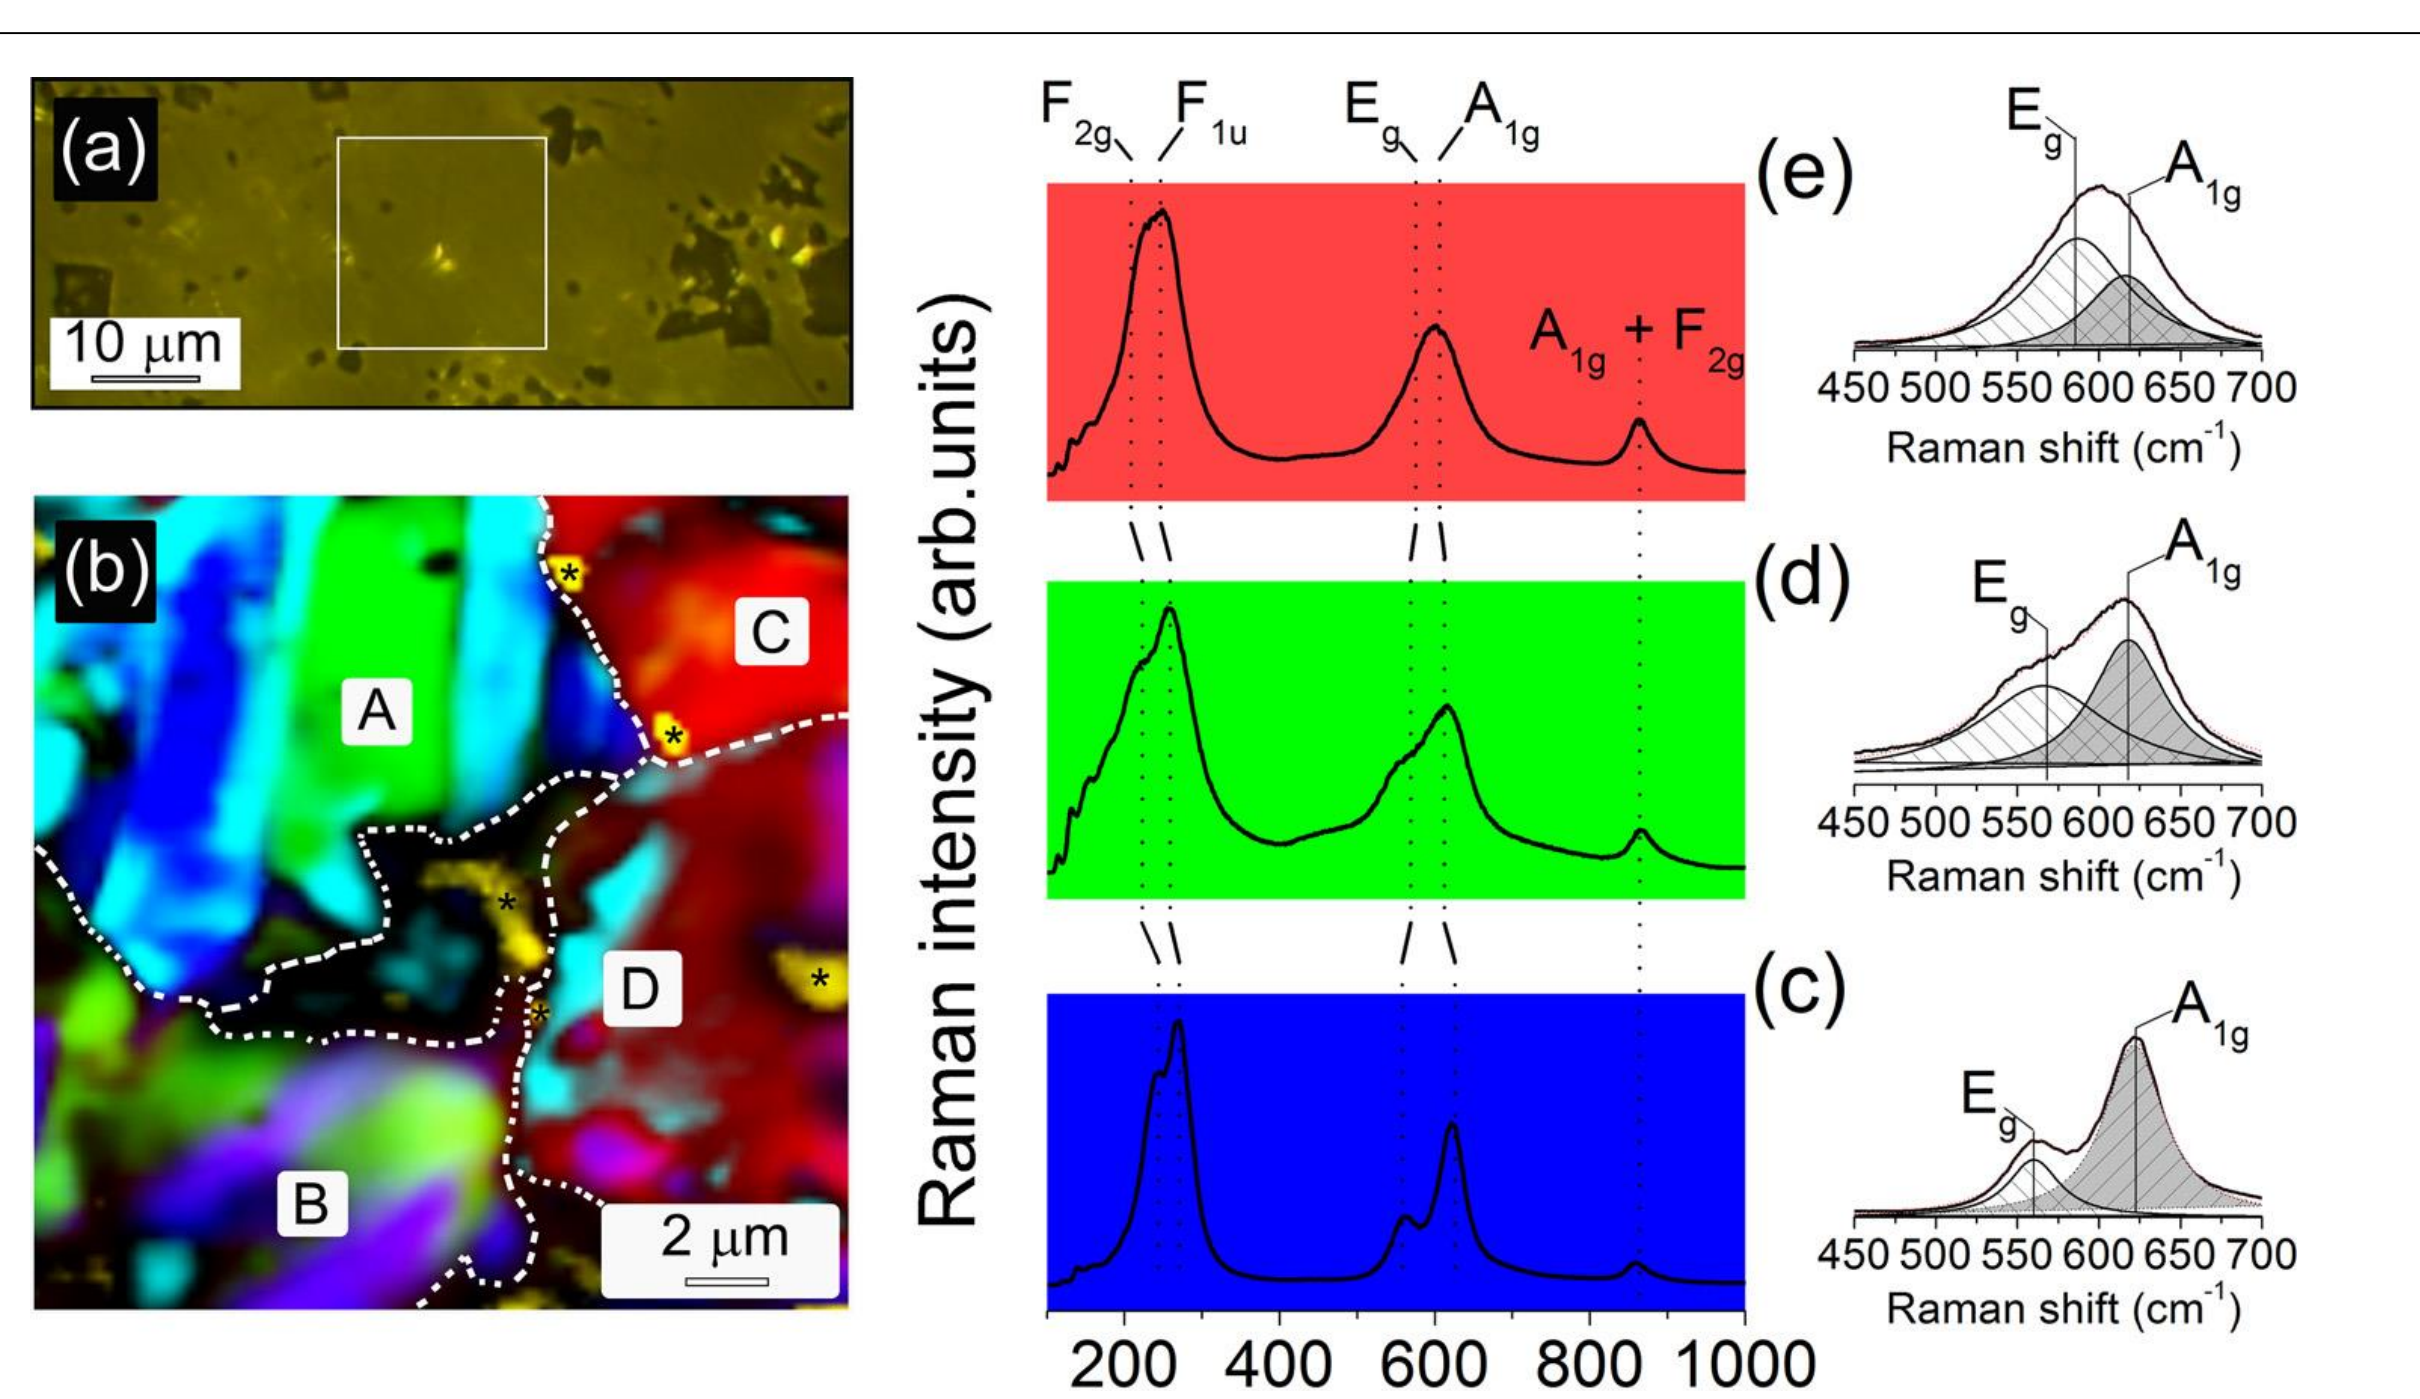 (a)
10 μm
(b)
A
C
D
B
*
*
*
*
*
2 μm
Raman intensity (arb.units)
F2g F1u Eg A1g
A1g + F2g
200 400 600 800 1000
(e)
Eg
A1g
450 500 550 600 650 700
Raman shift (cm-1)
(d)
Eg
A1g
450 500 550 600 650 700
Raman shift (cm-1)
(c)
Eg
A1g
450 500 550 600 650 700
Raman shift (cm-1)